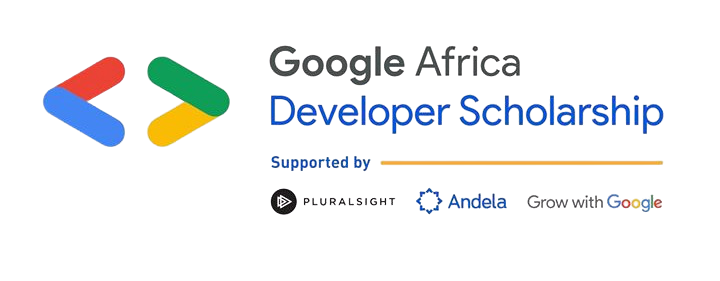 Google Africa
Developer Scholarship
Supported by
PLURALSIGHT Andela Grow with Google